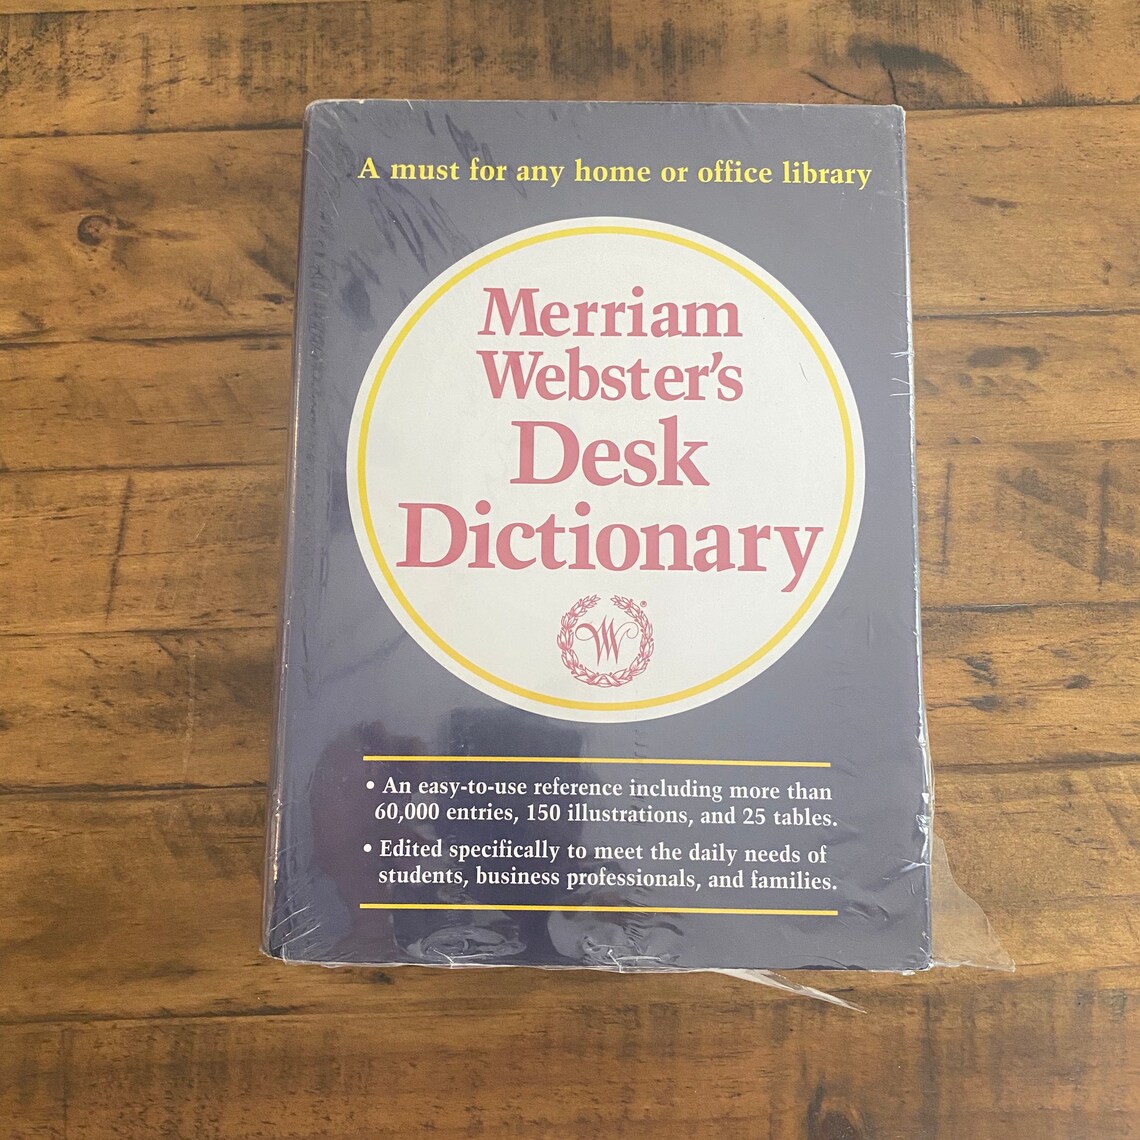 A must for any home or office library
Merriam
Webster's
Desk
Dictionary
®
• An easy-to-use reference including more than
60,000 entries, 150 illustrations, and 25 tables.
• Edited specifically to meet the daily needs of
students, business professionals, and families.